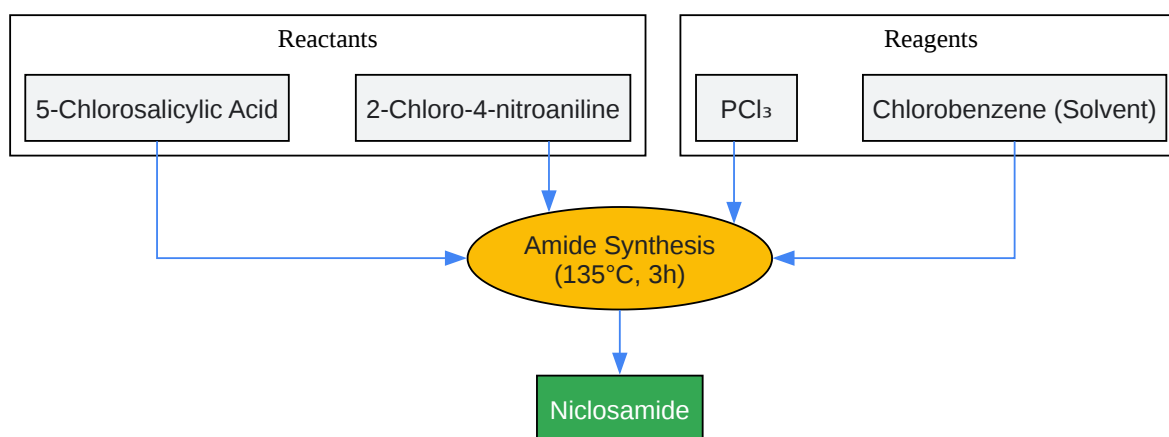 Reactants
Reagents
5-Chlorosalicylic Acid
2-Chloro-4-nitroaniline
PCl₃
Chlorobenzene (Solvent)
Amide Synthesis
(135°C, 3h)
Niclosamide